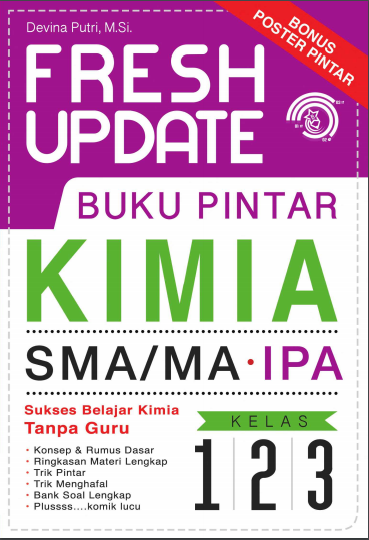 Devina Putri, M.Si.
BONUS
POSTER PINTAR
FRESH
UPDATE
BUKU PINTAR
KIMIA
SMA/MA • IPA
Sukses Belajar Kimia
Tanpa Guru
• Konsep & Rumus Dasar
• Ringkasan Materi Lengkap
• Trik Pintar
• Trik Menghafal
• Bank Soal Lengkap
• Plussss....komik lucu
KELAS
1 2 3